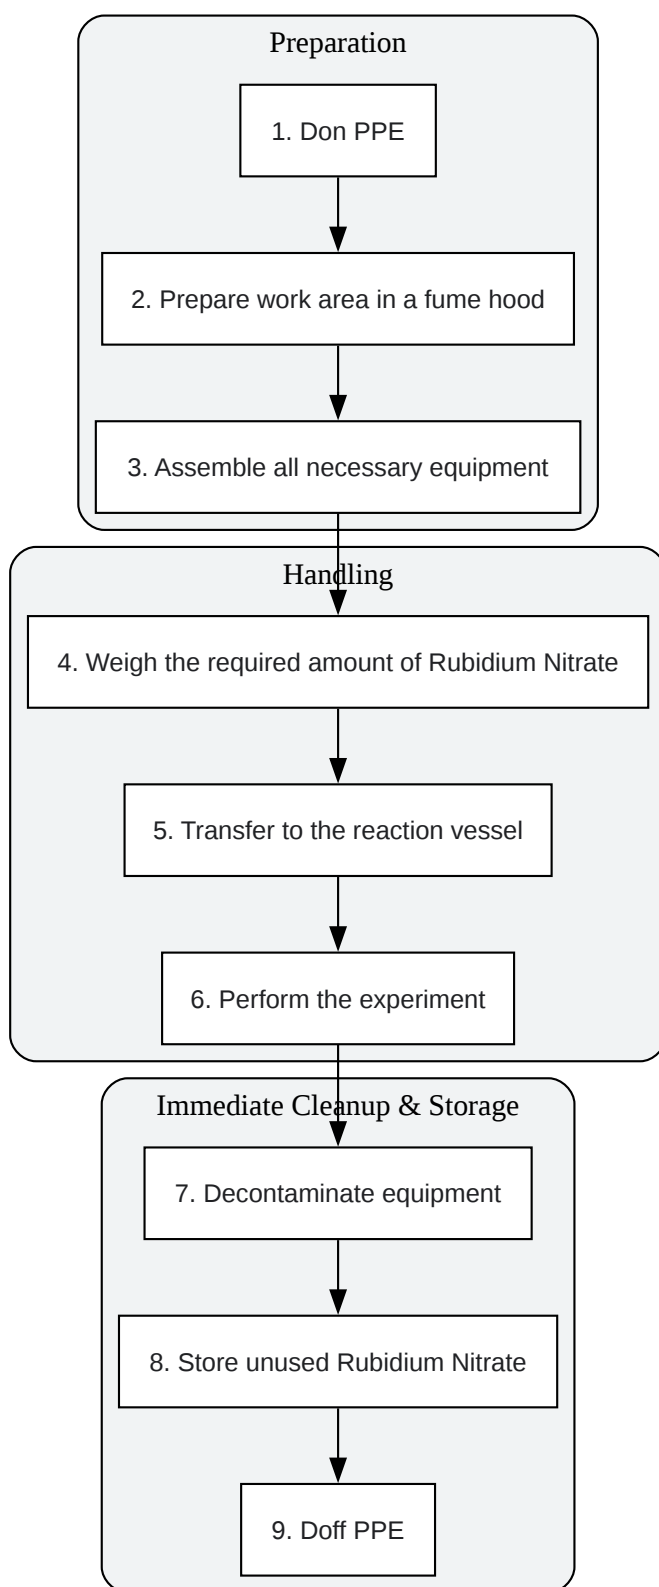 Preparation
1. Don PPE
2. Prepare work area in a fume hood
3. Assemble all necessary equipment
Handling
4. Weigh the required amount of Rubidium Nitrate
5. Transfer to the reaction vessel
6. Perform the experiment
Immediate Cleanup & Storage
7. Decontaminate equipment
8. Store unused Rubidium Nitrate
9. Doff PPE